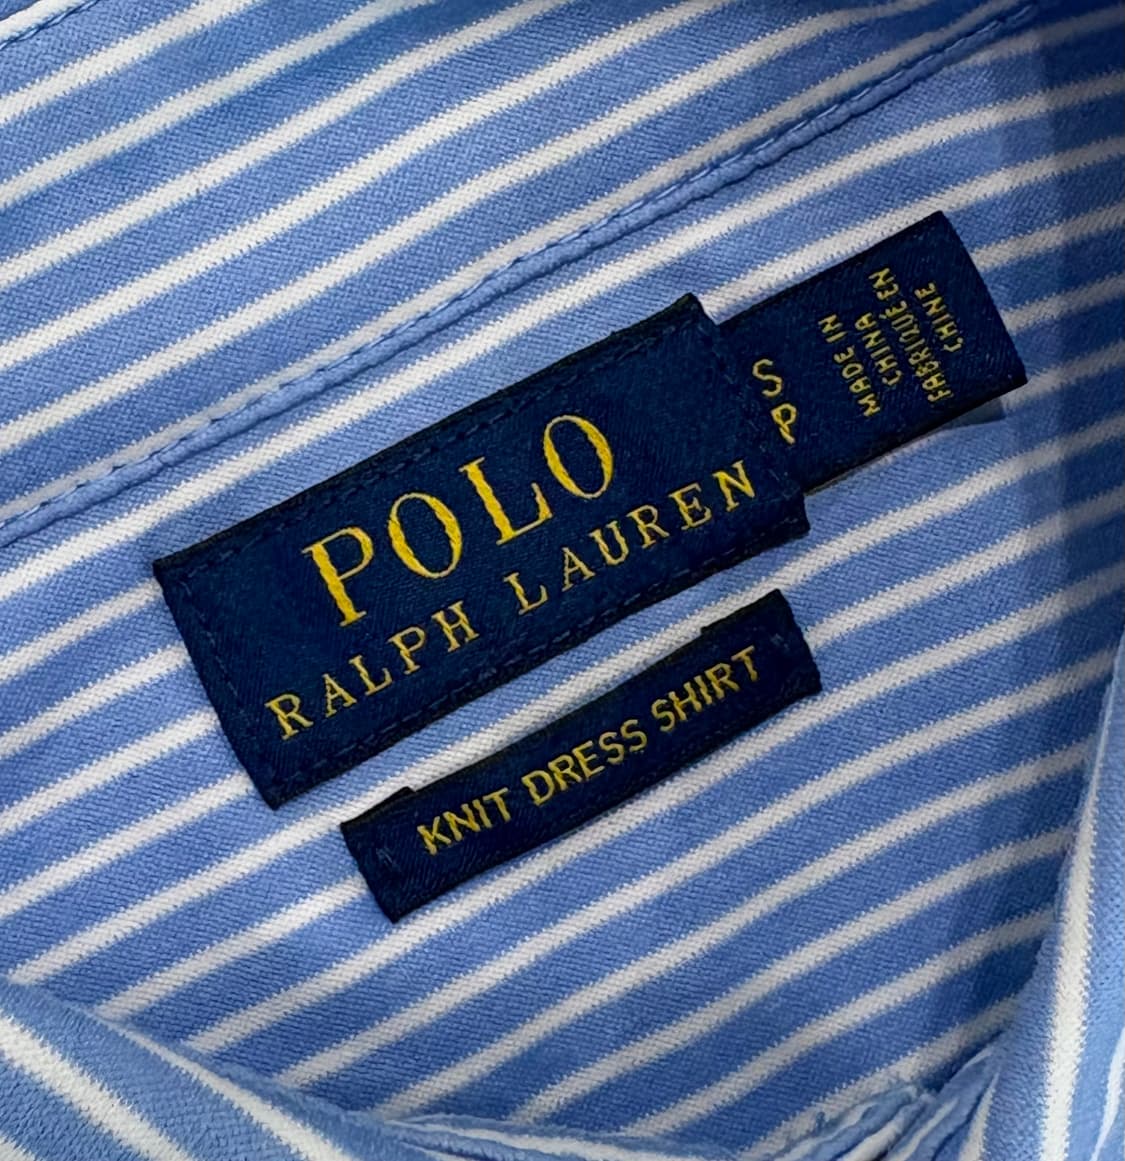 POLO
RALPH LAUREN
S
P
MADE IN
CHINA
FABRIQUÉ EN
CHINE
KNIT DRESS SHIRT